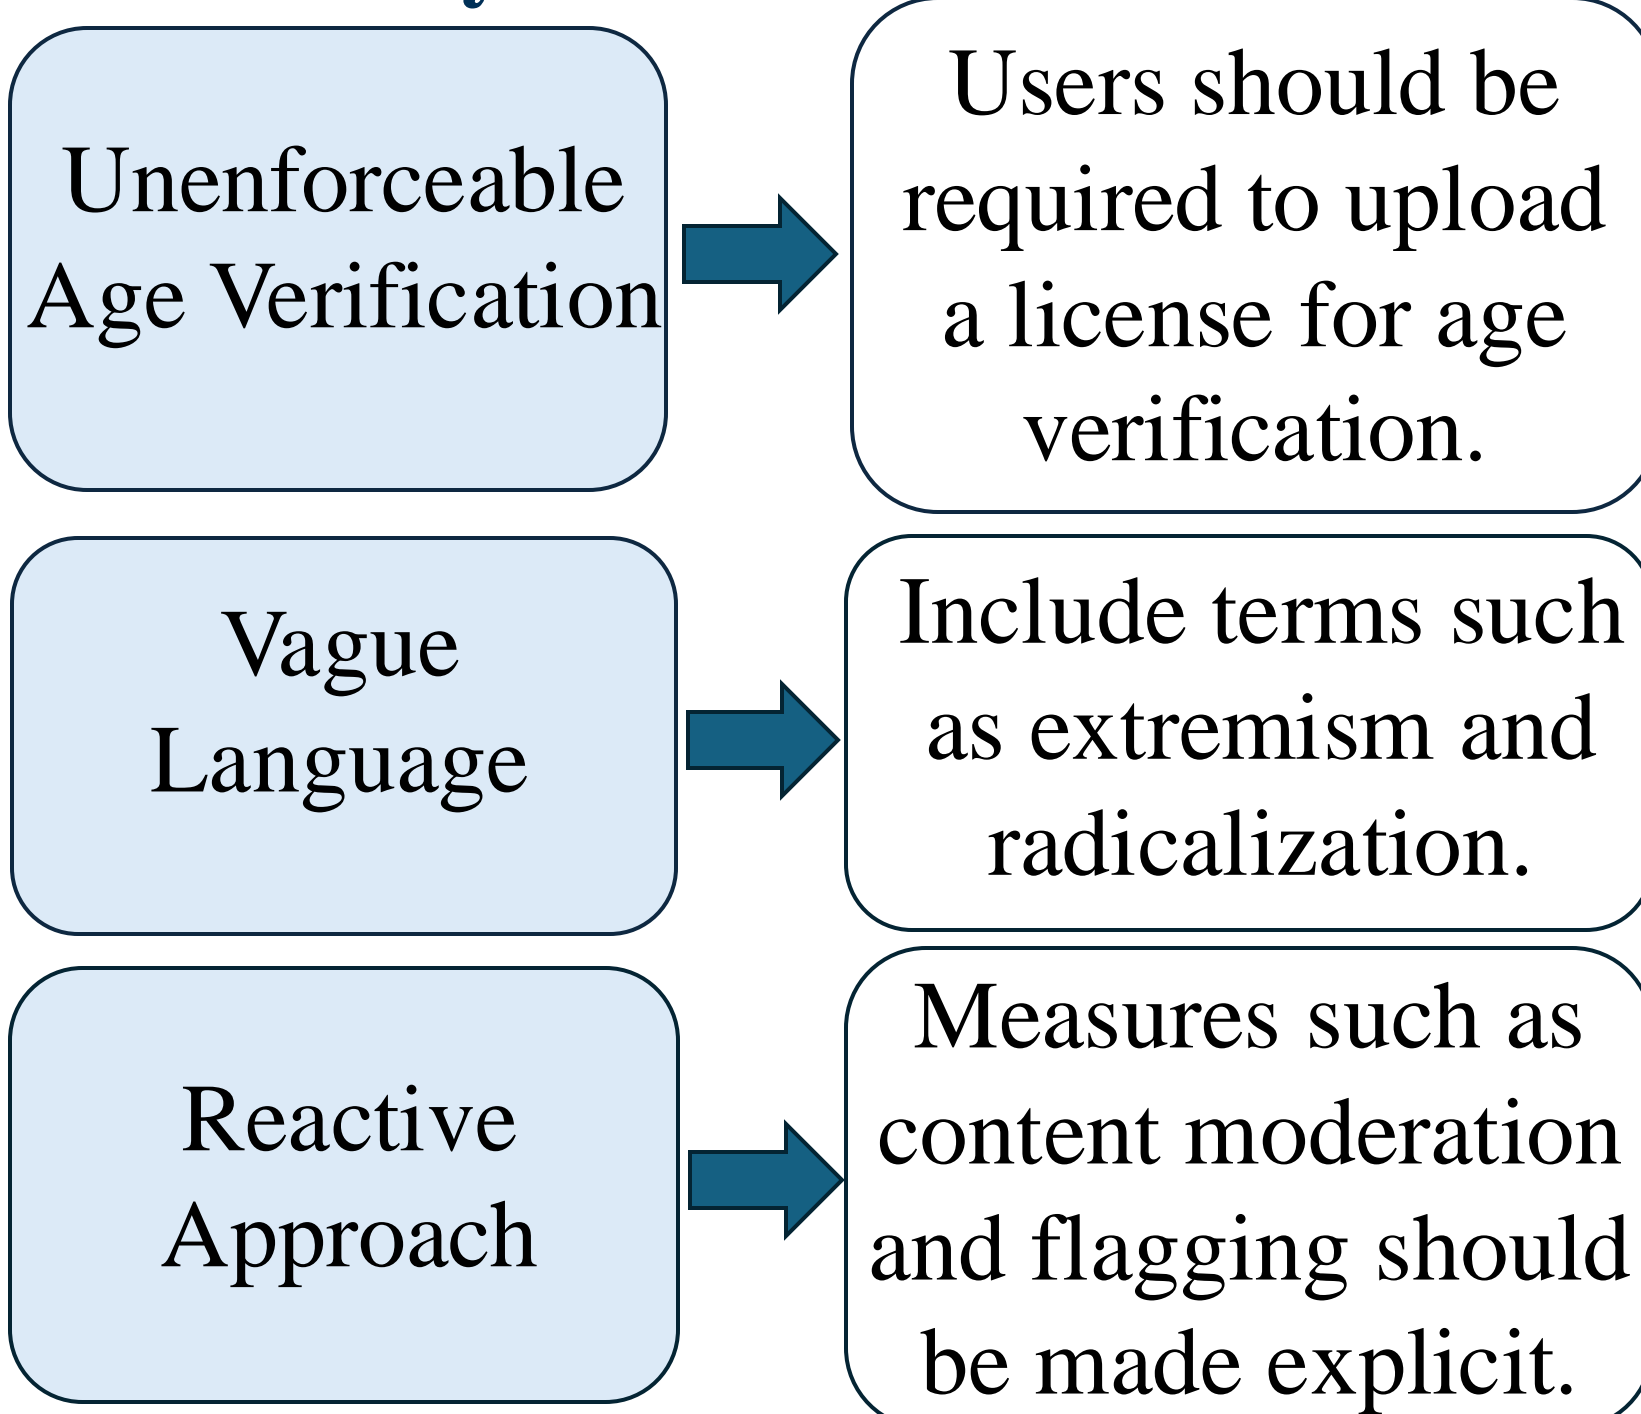 Unenforceable
Age Verification
Users should be
required to upload
a license for age
verification.
Vague
Language
Include terms such
as extremism and
radicalization.
Reactive
Approach
Measures such as
content moderation
and flagging should
be made explicit.